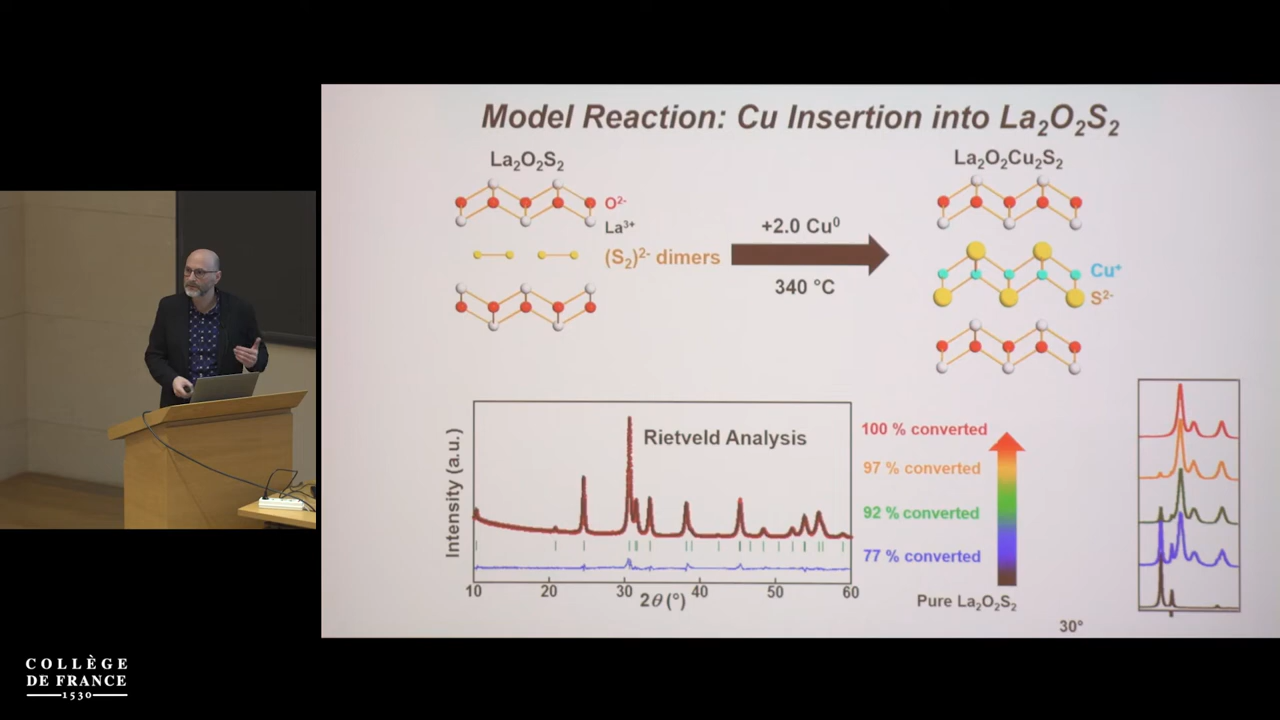 Model Reaction: Cu Insertion into La₂O₂S₂
La₂O₂S₂
La₂O₂Cu₂S₂
O²⁻
La³⁺
(S₂)²⁻ dimers
+2.0 Cu⁰
340 °C
Cu⁺
S²⁻
Intensity (a.u.)
Rietveld Analysis
10 20 30 40 50 60
2θ (°)
100 % converted
97 % converted
92 % converted
77 % converted
Pure La₂O₂S₂
30°
COLLÈGE
DE FRANCE
1530